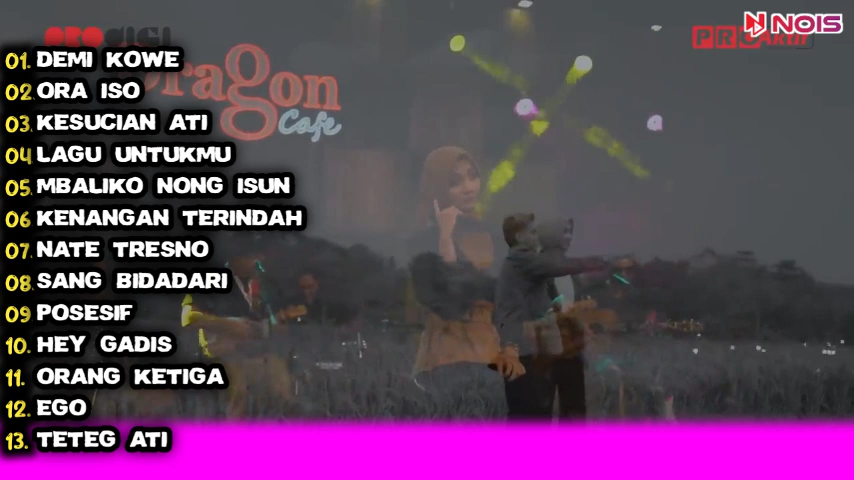 NOIS
PROARTII
Dragon
Cafe
01. DEMI KOWE
02. ORA ISO
03. KESUCIAN ATI
04 LAGU UNTUKMU
05. MBALIKO NONG ISUN
06. KENANGAN TERINDAH
07. NATE TRESNO
08. SANG BIDADARI
09 POSESIF
10. HEY GADIS
11. ORANG KETIGA
12. EGO
13. TETEG ATI